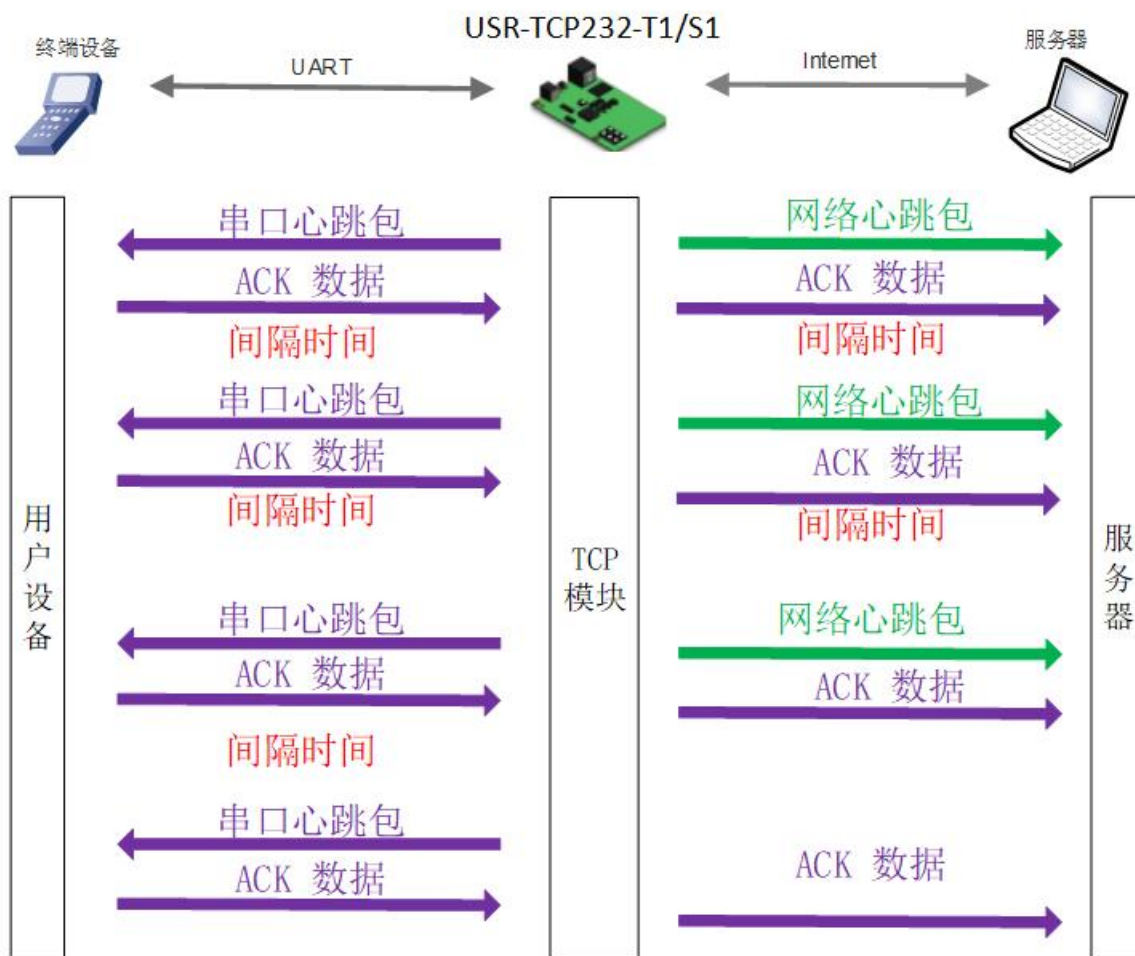 USR-TCP232-T1/S1
终端设备
UART
Internet
服务器
串口心跳包
网络心跳包
ACK 数据
ACK 数据
间隔时间
间隔时间
串口心跳包
网络心跳包
ACK 数据
ACK 数据
间隔时间
间隔时间
用户设备
TCP
模块
服务器
串口心跳包
网络心跳包
ACK 数据
ACK 数据
间隔时间
串口心跳包
ACK 数据
ACK 数据